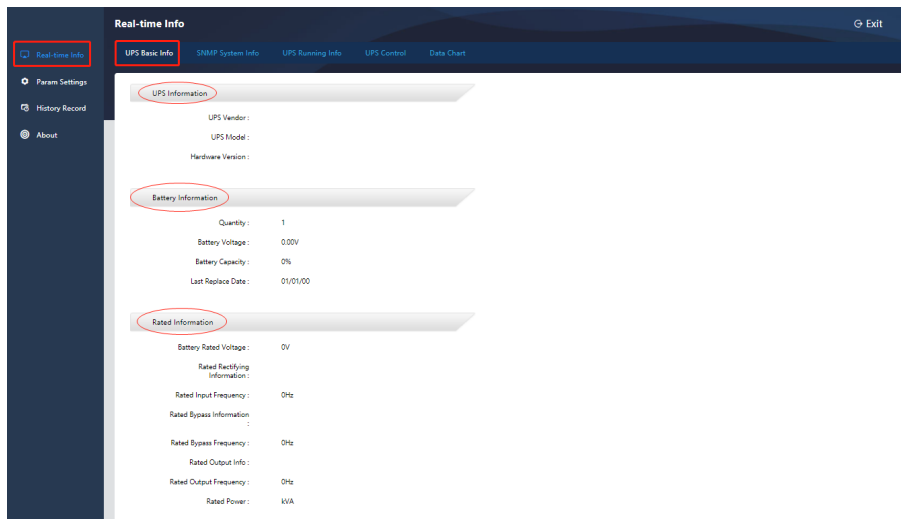 Real-time Info
Exit
Real-time Info
Param Settings
History Record
About
UPS Basic Info
SNMP System Info
UPS Running Info
UPS Control
Data Chart
UPS Information
UPS Vendor :
UPS Model :
Hardware Version :
Battery Information
Quantity : 1
Battery Voltage : 0.00V
Battery Capacity : 0%
Last Replace Date : 01/01/00
Rated Information
Battery Rated Voltage : 0V
Rated Rectifying
Information :
Rated Input Frequency : 0Hz
Rated Bypass Information
:
Rated Bypass Frequency : 0Hz
Rated Output Info :
Rated Output Frequency : 0Hz
Rated Power : kVA